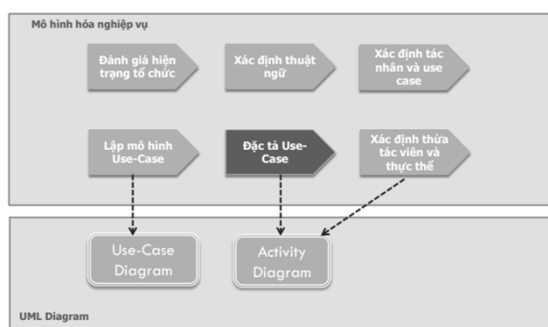 Mô hình hóa nghiệp vụ
Đánh giá hiện
trạng tổ chức
Xác định thuật
ngữ
Xác định tác
nhân và use
case
Lập mô hình
Use-Case
Đặc tả Use-
Case
Xác định thừa
tác viên và
thực thể
Use-Case
Diagram
Activity
Diagram
UML Diagram